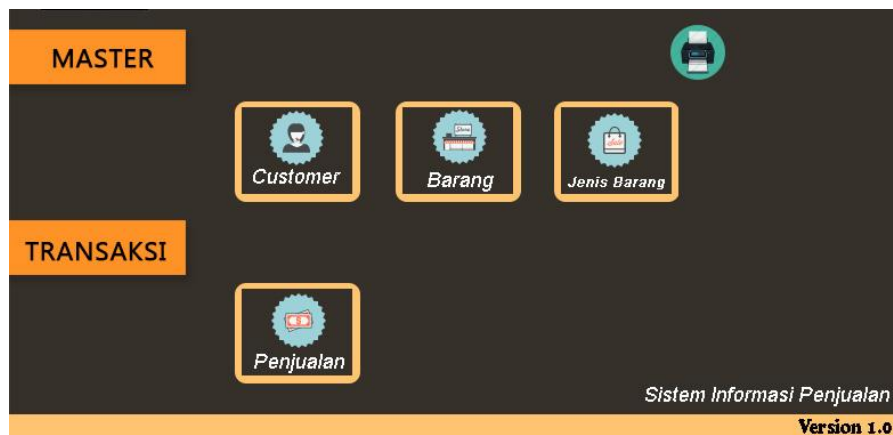 MASTER
Customer
Barang
Jenis Barang
TRANSAKSI
Penjualan
Sistem Informasi Penjualan
Version 1.0